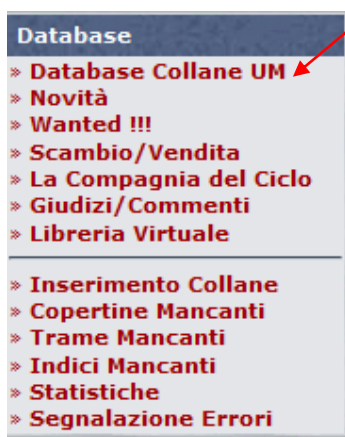 Database
» Database Collane UM
» Novità
» Wanted !!!
» Scambio/Vendita
» La Compagnia del Ciclo
» Giudizi/Commenti
» Libreria Virtuale
» Inserimento Collane
» Copertine Mancanti
» Trame Mancanti
» Indici Mancanti
» Statistiche
» Segnalazione Errori